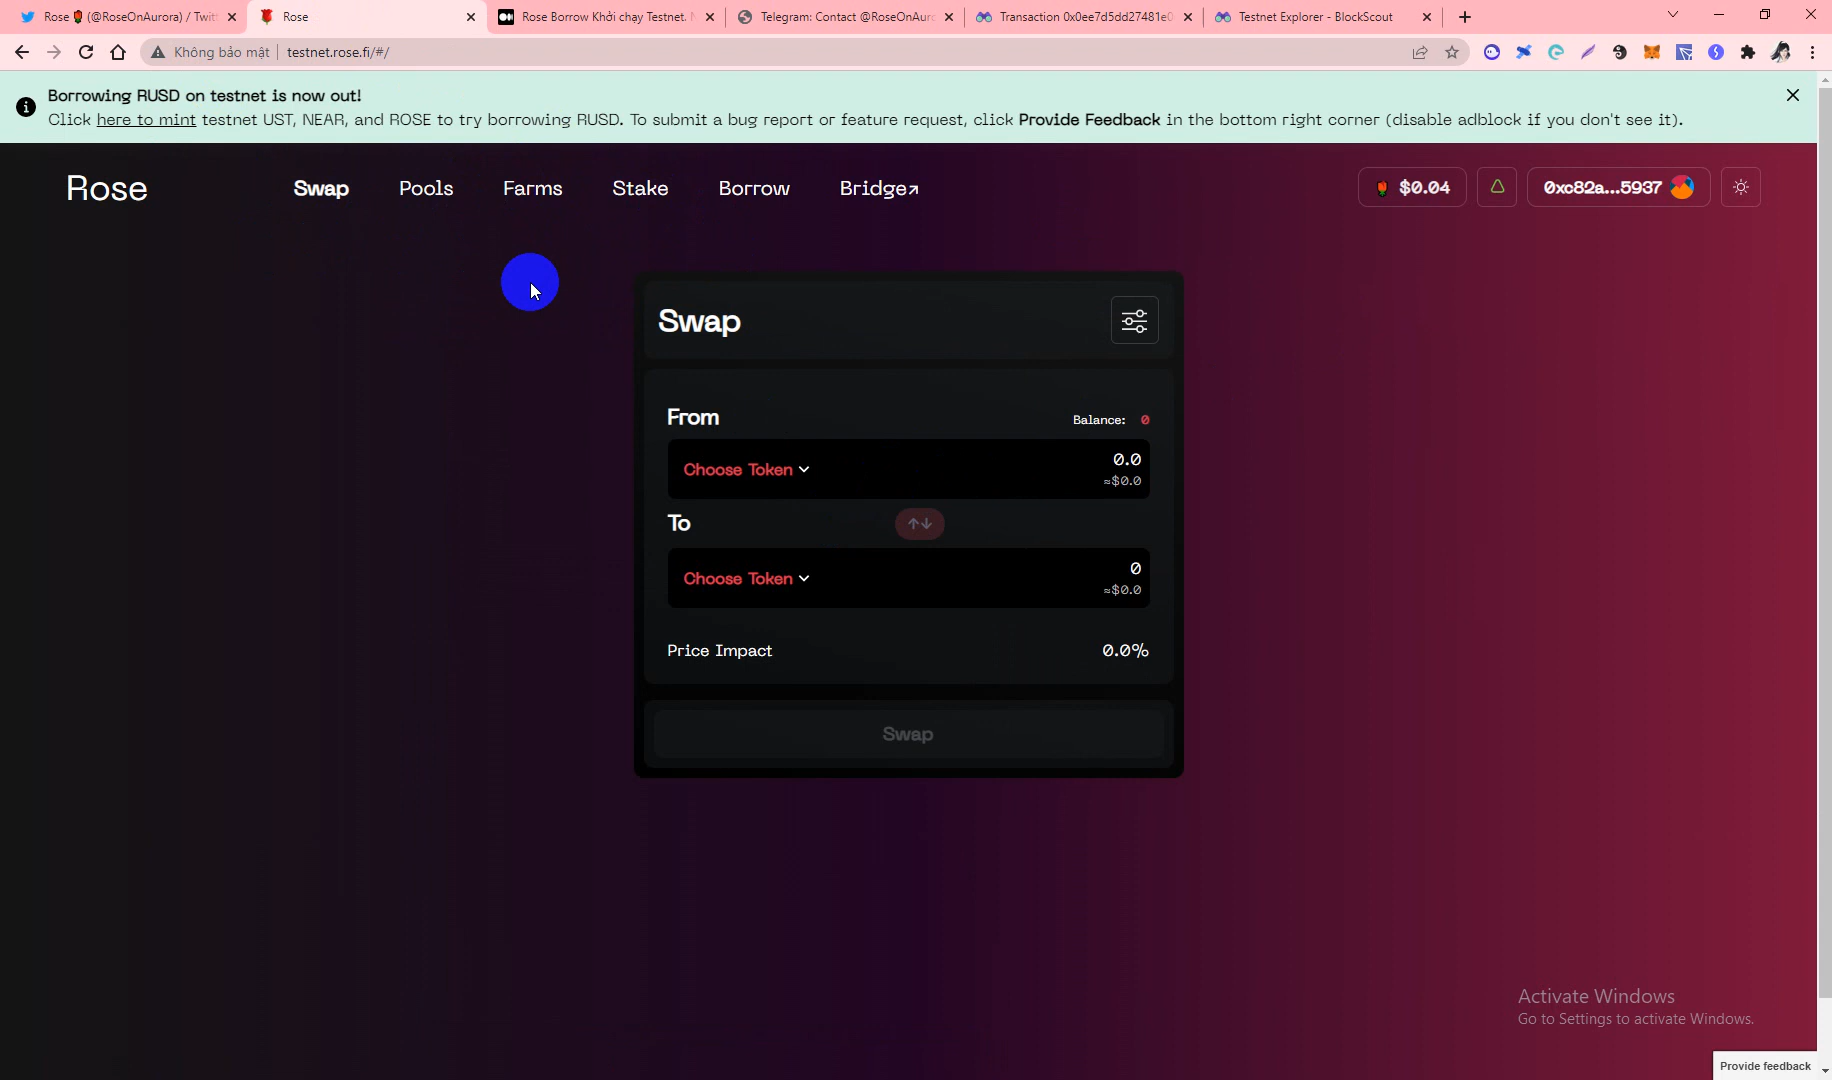 Rose (@RoseOnAurora) / Twitt
Rose
Rose Borrow Khởi chạy Testnet.
Telegram: Contact @RoseOnAur
Transaction 0x0ee7d5dd27481e0
Testnet Explorer - BlockScout
Không bảo mật
testnet.rose.fi/#/
Borrowing RUSD on testnet is now out!
Click here to mint testnet UST, NEAR, and ROSE to try borrowing RUSD. To submit a bug report or feature request, click Provide Feedback in the bottom right corner (disable adblock if you don't see it).
Rose
Swap
Pools
Farms
Stake
Borrow
Bridge↗
$0.04
0xc82a...5937
Swap
From
Balance: 0
Choose Token
0.0
≈$0.0
To
Choose Token
0
≈$0.0
Price Impact
0.0%
Swap
Activate Windows
Go to Settings to activate Windows.
Provide feedback